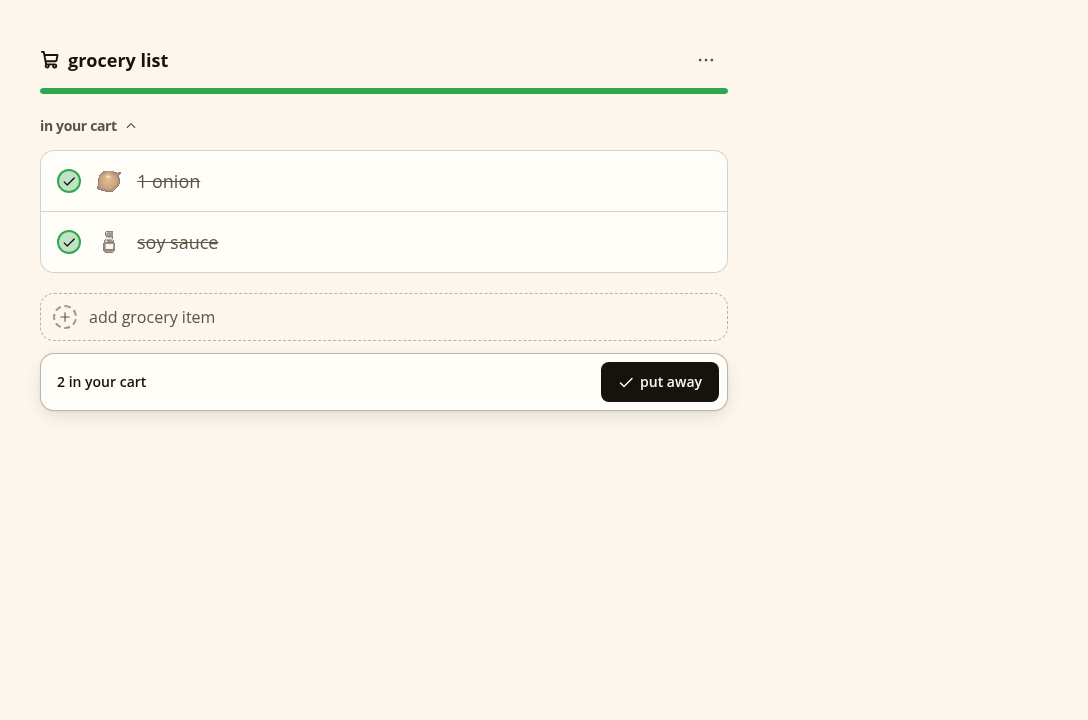 grocery list
in your cart
1 onion
soy sauce
add grocery item
2 in your cart
put away